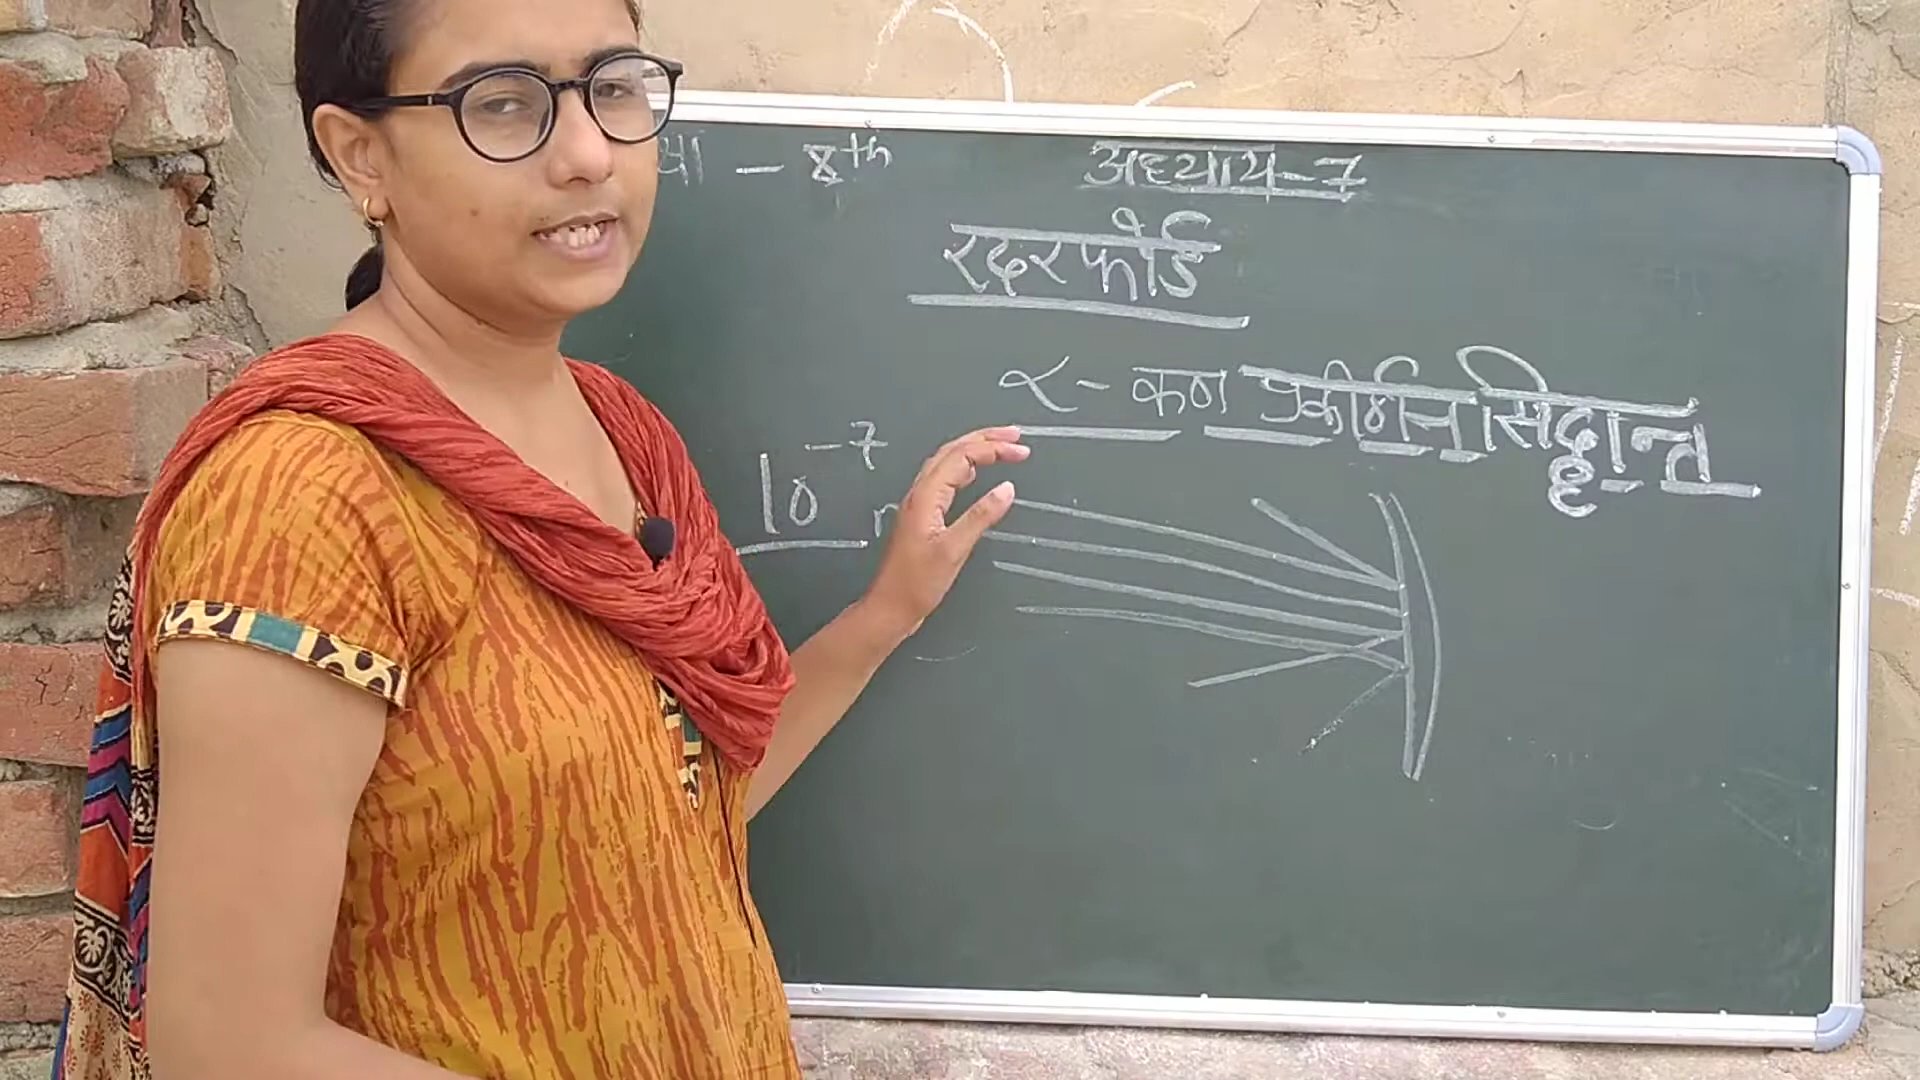 – 8th अध्याय-7
रदरफोर्ड
α- कण प्रकीर्णन सिद्धान्त
10⁻⁷